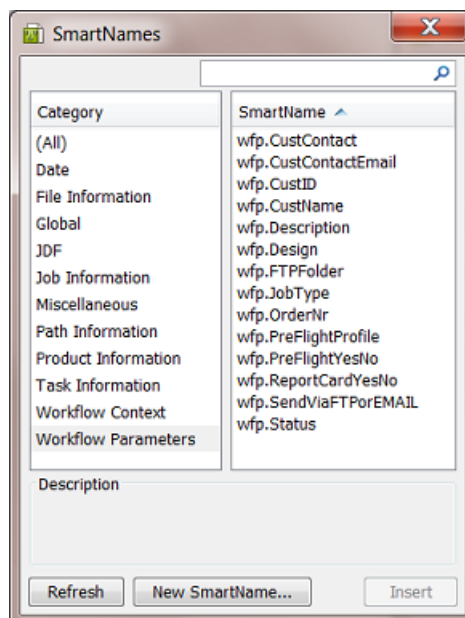 SmartNames
Category
(All)
Date
File Information
Global
JDF
Job Information
Miscellaneous
Path Information
Product Information
Task Information
Workflow Context
Workflow Parameters
SmartName
wfp.CustContact
wfp.CustContactEmail
wfp.CustID
wfp.CustName
wfp.Description
wfp.Design
wfp.FTPFolder
wfp.JobType
wfp.OrderNr
wfp.PreFlightProfile
wfp.PreFlightYesNo
wfp.ReportCardYesNo
wfp.SendViaFTPorEMAIL
wfp.Status
Description
Refresh
New SmartName...
Insert